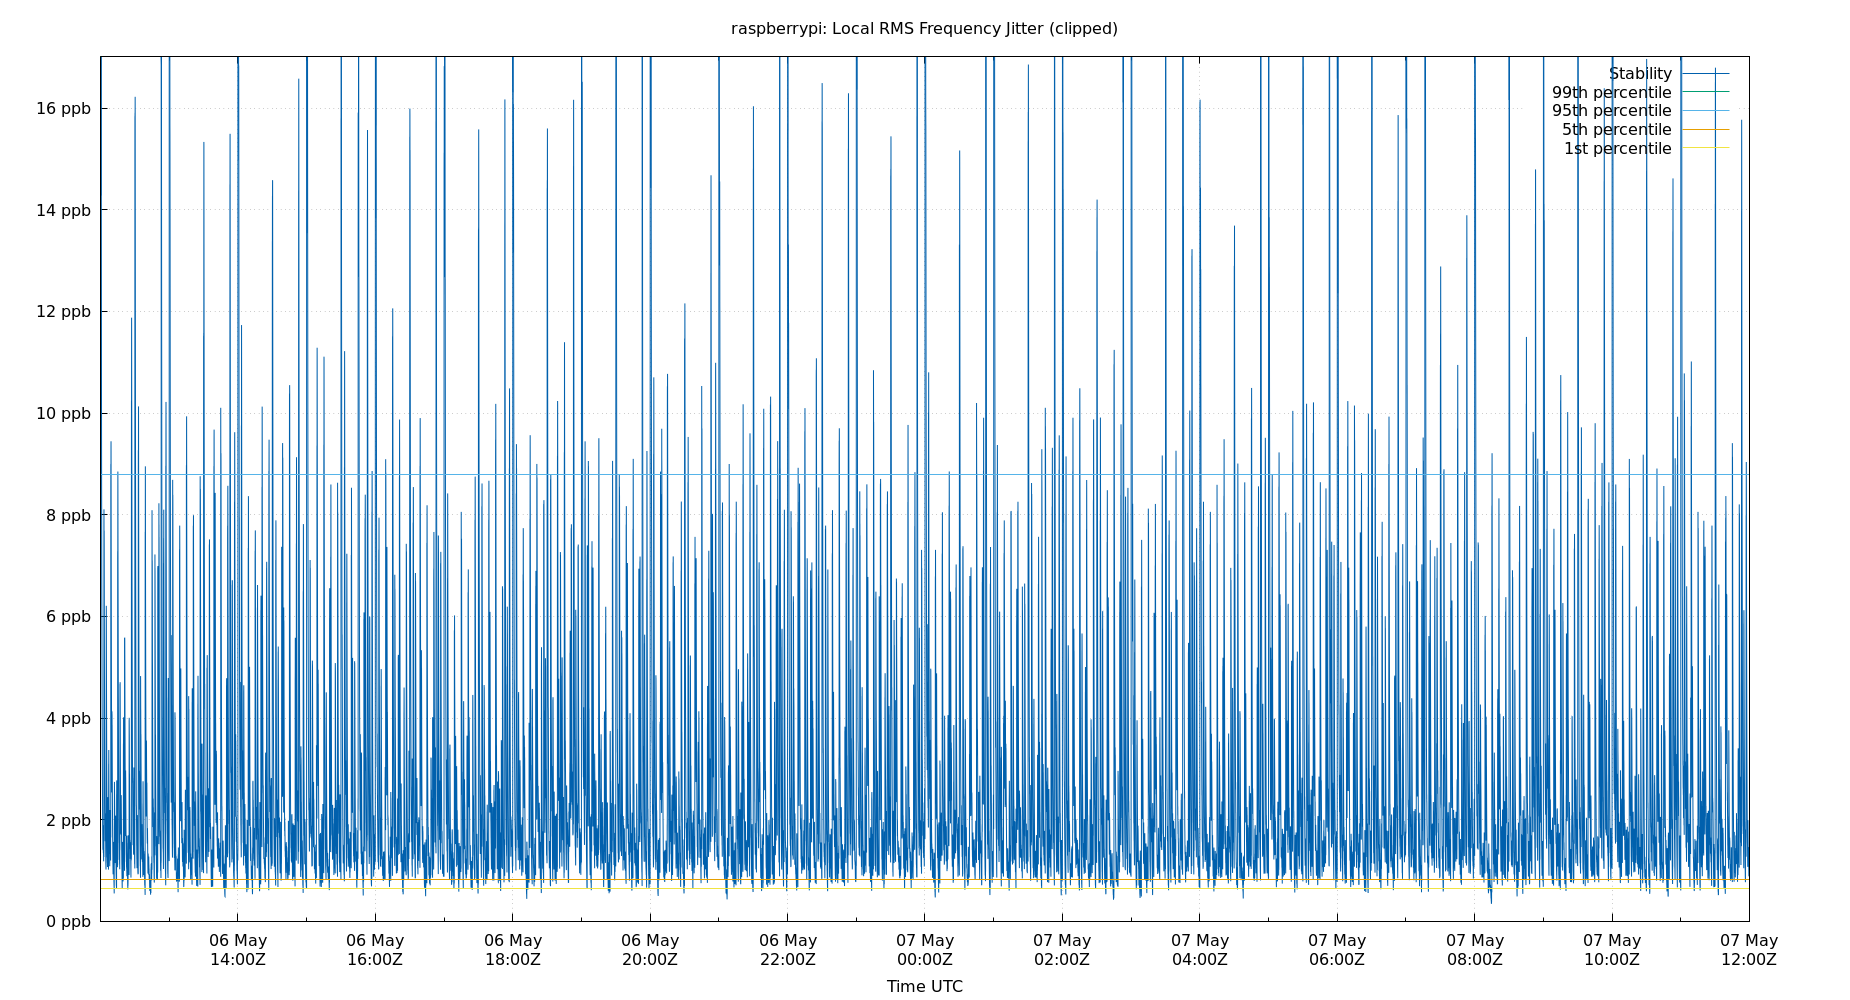 raspberrypi: Local RMS Frequency Jitter (clipped)
Stability
99th percentile
95th percentile
5th percentile
1st percentile
16 ppb
14 ppb
12 ppb
10 ppb
8 ppb
6 ppb
4 ppb
2 ppb
0 ppb
06 May 06 May 06 May 06 May 06 May 07 May 07 May 07 May 07 May 07 May 07 May 07 May
14:00Z 16:00Z 18:00Z 20:00Z 22:00Z 00:00Z 02:00Z 04:00Z 06:00Z 08:00Z 10:00Z 12:00Z
Time UTC